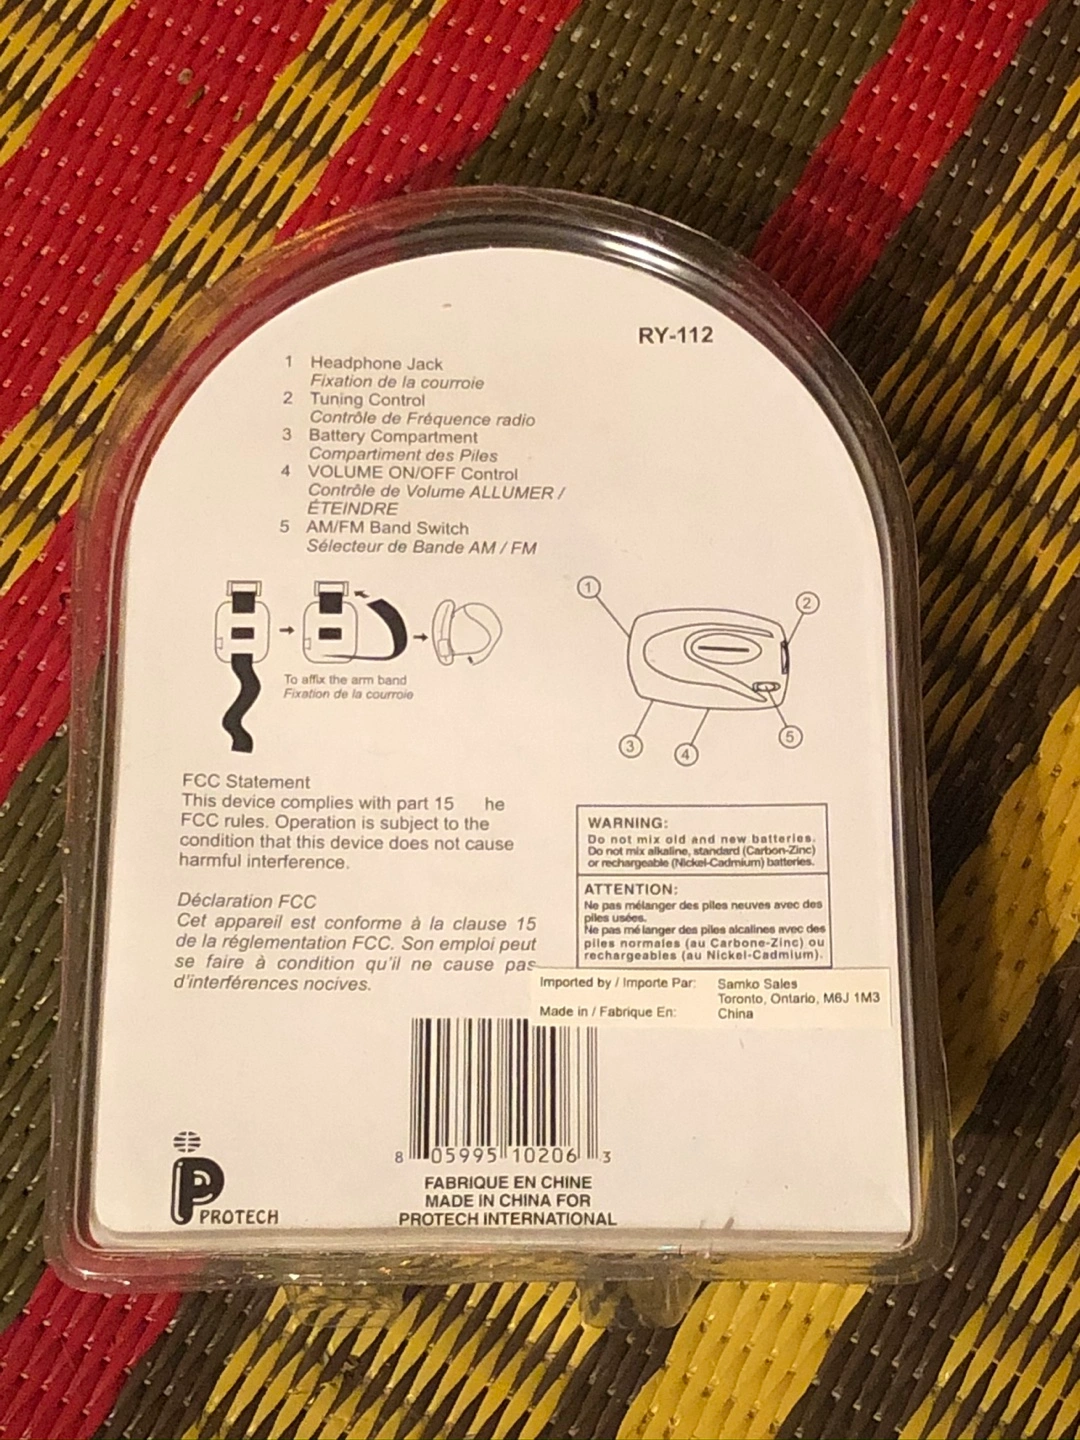 RY-112
1 Headphone Jack
Fixation de la courroie
2 Tuning Control
Contrôle de Fréquence radio
3 Battery Compartment
Compartiment des Piles
4 VOLUME ON/OFF Control
Contrôle de Volume ALLUMER /
ÉTEINDRE
5 AM/FM Band Switch
Sélecteur de Bande AM / FM
To affix the arm band
Fixation de la courroie
1
2
3
4
5
FCC Statement
This device complies with part 15 he
FCC rules. Operation is subject to the
condition that this device does not cause
harmful interference.
Déclaration FCC
Cet appareil est conforme à la clause 15
de la réglementation FCC. Son emploi peut
se faire à condition qu'il ne cause pas
d'interférences nocives.
WARNING:
Do not mix old and new batteries.
Do not mix alkaline, standard (Carbon-Zinc)
or rechargeable (Nickel-Cadmium) batteries.
ATTENTION:
Ne pas mélanger des piles neuves avec des
piles usées.
Ne pas mé langer des piles alcalines avec des
piles normales (au Carbone-Zinc) ou
rechargeables (au Nickel-Cadmium).
Imported by / Importe Par: Samko Sales
Toronto, Ontario, M6J 1M3
Made in / Fabrique En: China
8 05995 10206 3
PROTECH
FABRIQUE EN CHINE
MADE IN CHINA FOR
PROTECH INTERNATIONAL